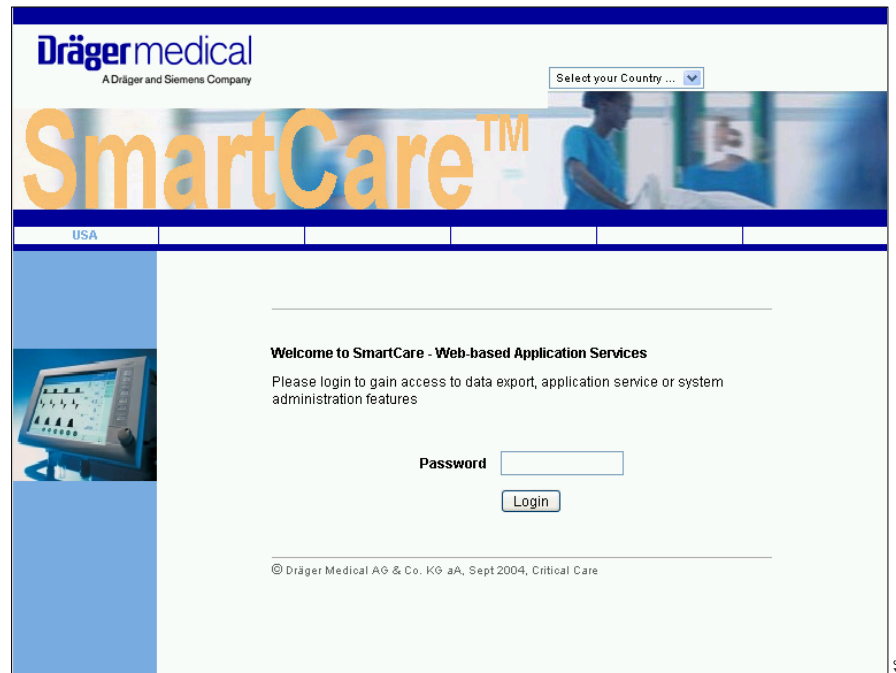 Drägermedical
A Dräger and Siemens Company
Select your Country ...
SmartCare™
USA
Welcome to SmartCare - Web-based Application Services
Please login to gain access to data export, application service or system
administration features
Password
Login
© Dräger Medical AG & Co. KG aA, Sept 2004, Critical Care